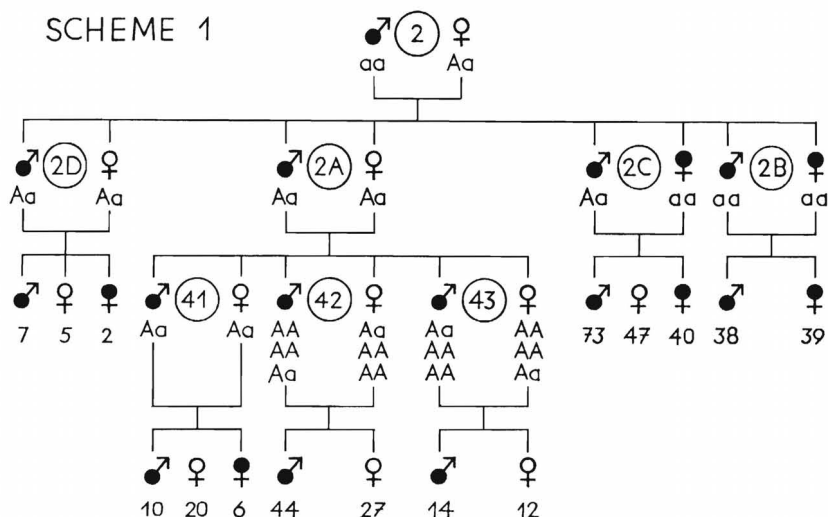 SCHEME 1
♂ 2 ♀
aa Aa
♂ 2D ♀ ♂ 2A ♀ ♂ 2C ♀ ♂ 2B ♀
Aa Aa Aa Aa Aa aa aa aa
♂ ♀ ♀ ♂ 41 ♀ ♂ 42 ♀ ♂ 43 ♀ ♂ ♀ ♀ ♂ ♀
7 5 2 Aa Aa AA Aa Aa AA 73 47 40 38 39
AA AA AA AA
Aa AA AA Aa
♂ ♀ ♀ ♂ ♀ ♂ ♀
10 20 6 44 27 14 12